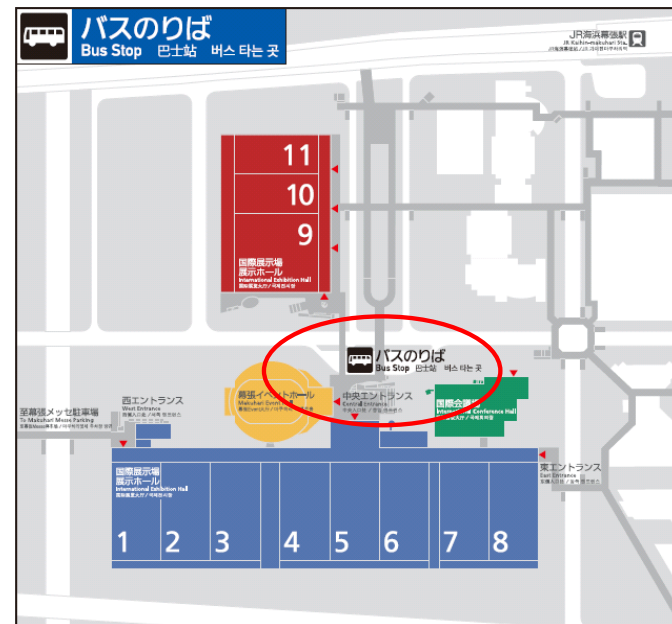 バスのりば
Bus Stop 巴士站 버스 타는 곳
JR海浜幕張駅
JR Kaihin-makuhari Sta.
11
10
9
国際展示場
展示ホール
International Exhibition Hall
バスのりば
Bus Stop 巴士站 버스 타는 곳
幕張イベントホール
中央エントランス
Central Entrance
国際会議場
International Conference Hall
西エントランス
West Entrance
至幕張メッセ駐車場
To Makuhari Messe Parking
東エントランス
East Entrance
国際展示場
展示ホール
International Exhibition Hall
1 2 3 4 5 6 7 8